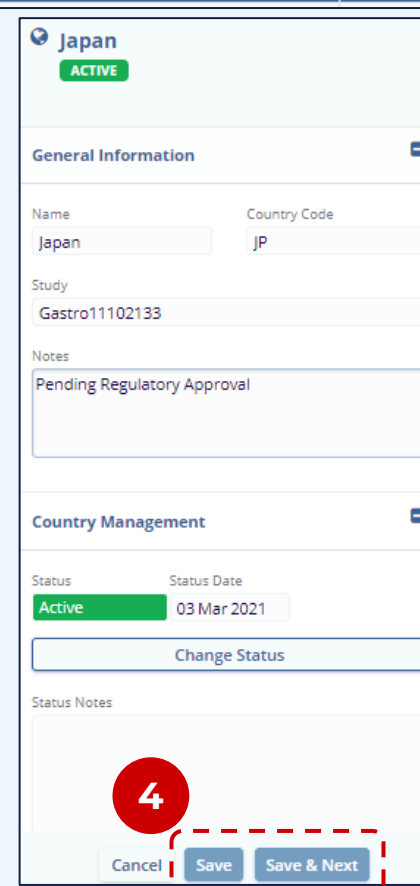 Japan
ACTIVE
General Information
Name Country Code
Japan JP
Study
Gastro11102133
Notes
Pending Regulatory Approval
Country Management
Status Status Date
Active 03 Mar 2021
Change Status
Status Notes
4
Cancel Save Save & Next